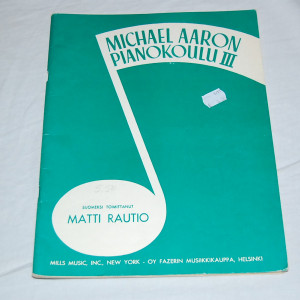 MICHAEL AARON
PIANOKOULU III
SUOMEKSI TOIMITTANUT
MATTI RAUTIO
MILLS MUSIC, INC., NEW YORK - OY FAZERIN MUSIIKKIKAUPPA, HELSINKI